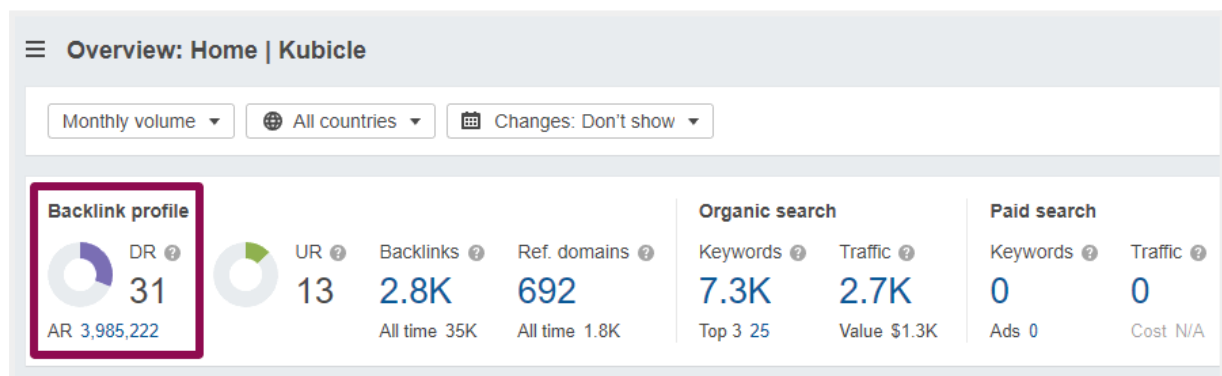 Overview: Home | Kubicle
Monthly volume All countries Changes: Don't show
Backlink profile Organic search Paid search
DR UR Backlinks Ref. domains Keywords Traffic Keywords Traffic
31 13 2.8K 692 7.3K 2.7K 0 0
AR 3,985,222 All time 35K All time 1.8K Top 3 25 Value $1.3K Ads 0 Cost N/A